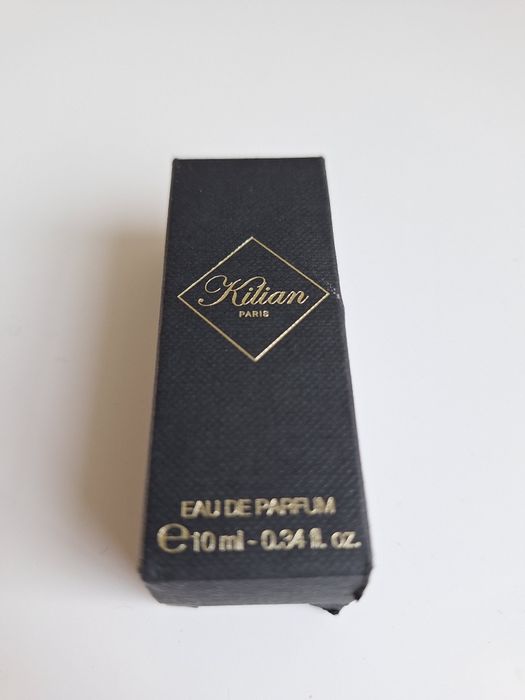 Kilian
PARIS
EAU DE PARFUM
℮10 ml - 0.34 fl. oz.